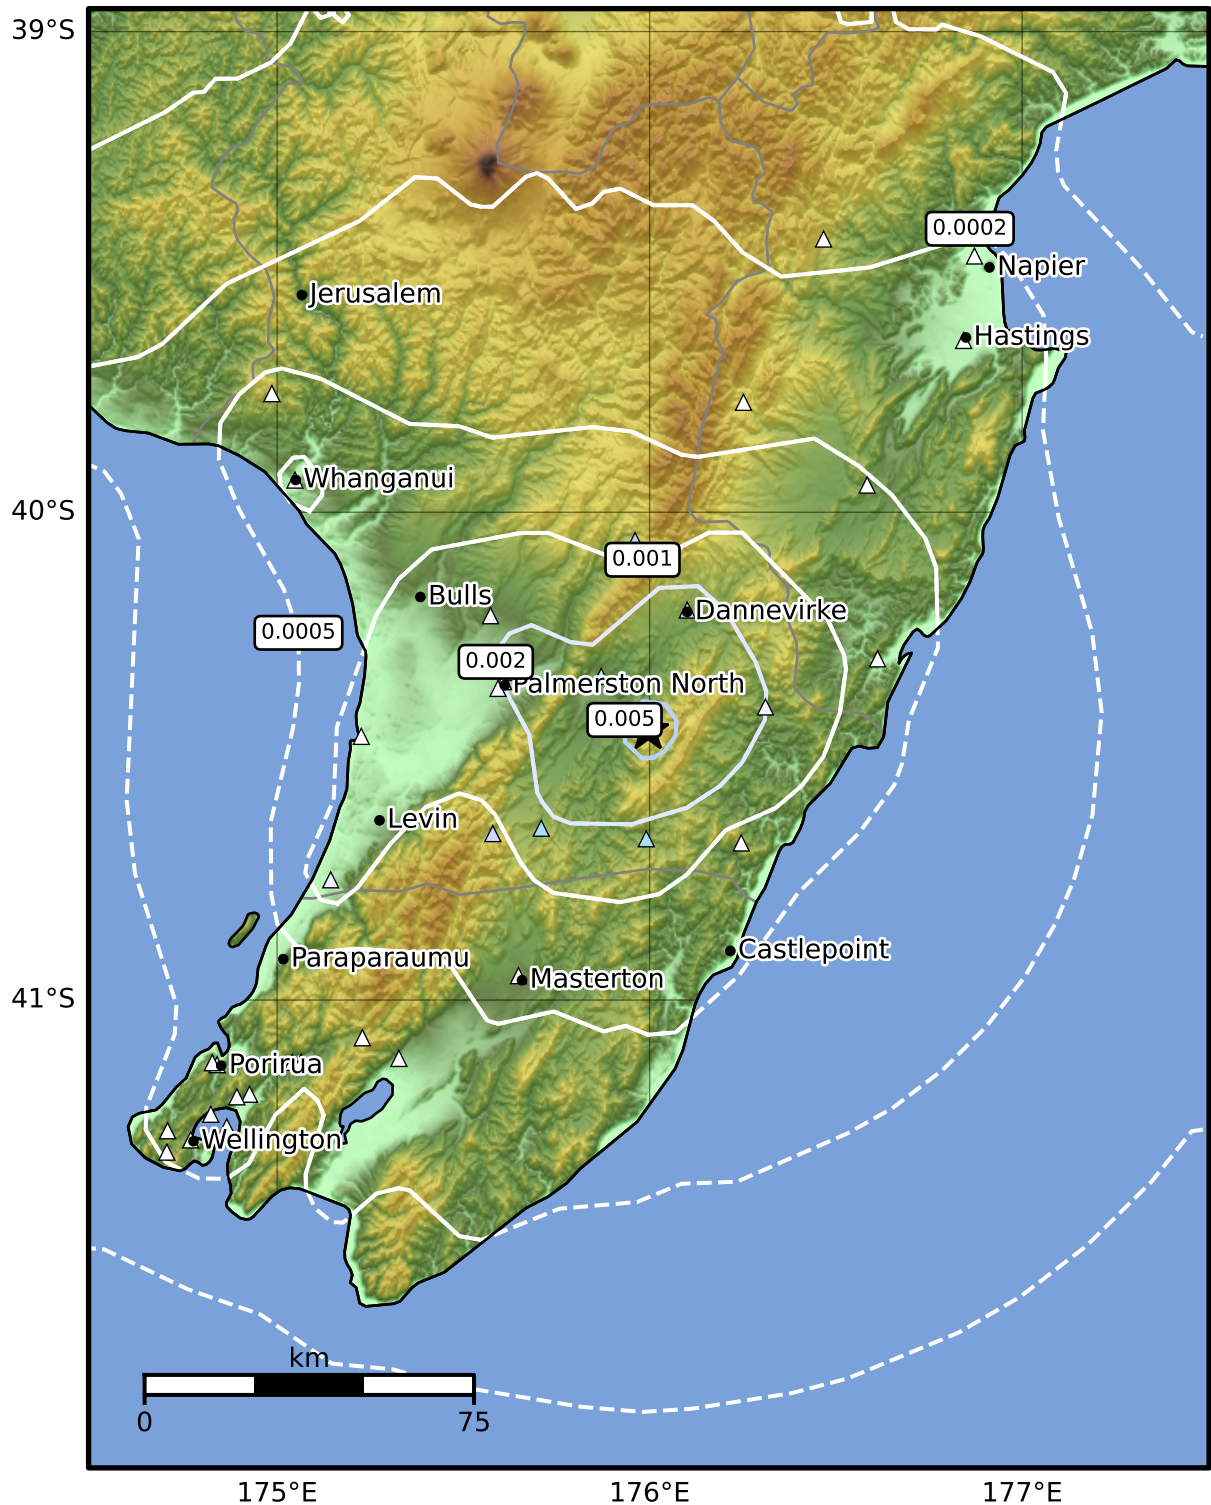 39°S
0.0002
Napier
Jerusalem
Hastings
Whanganui
40°S
0.001
Bulls
Dannevirke
0.0005
0.002
Palmerston North
0.005
Levin
Castlepoint
Paraparaumu
Masterton
41°S
Porirua
Wellington
km
0 75
175°E 176°E 177°E